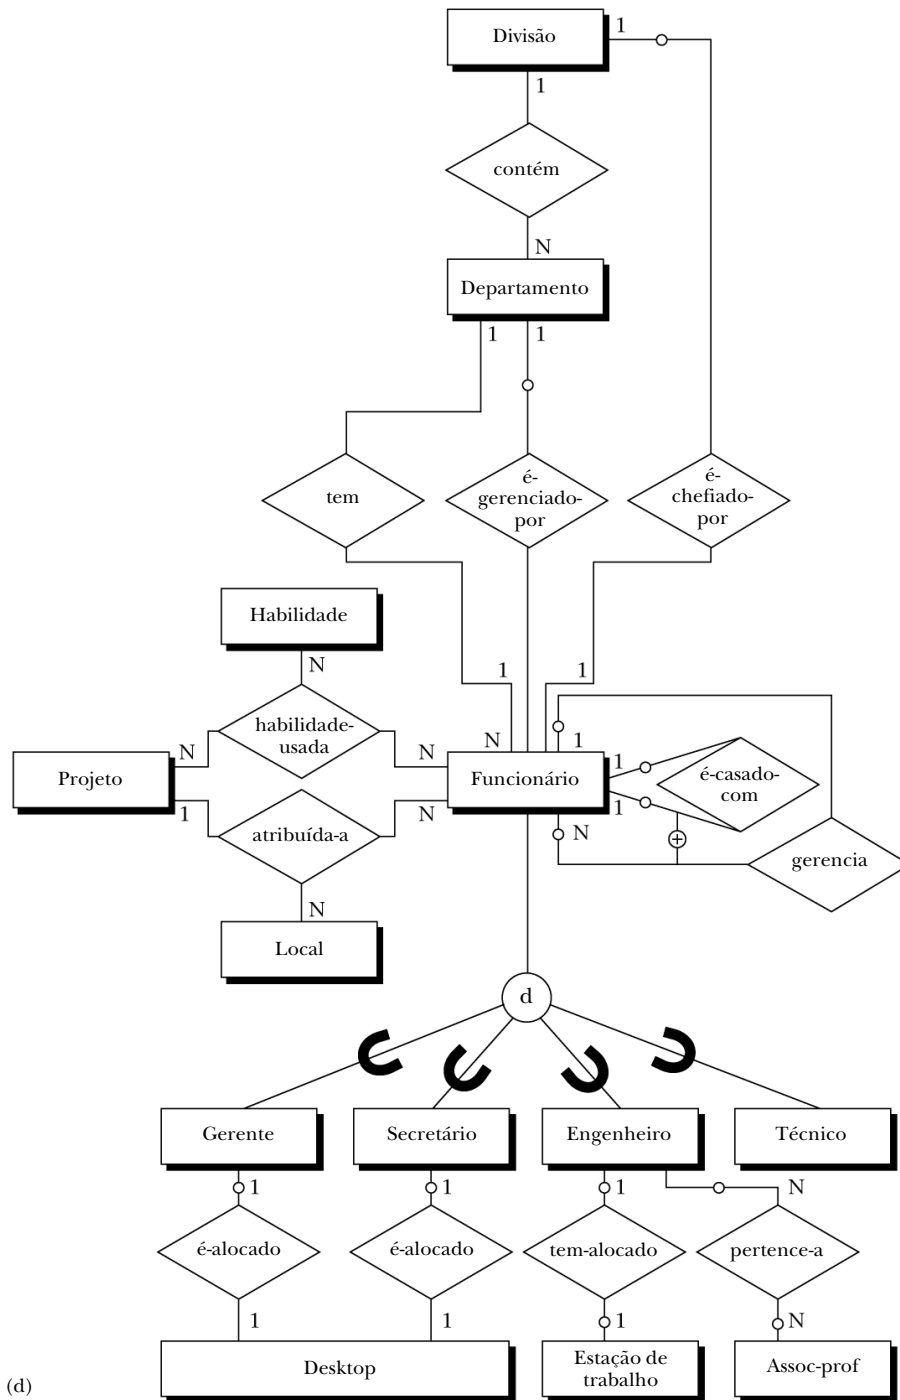 Divisão
1
1
contém
N
Departamento
1
1
tem
é-
gerenciado-
por
é-
chefiado-
por
Habilidade
N
1
1
habilidade-
usada
N
N
N
1
Projeto
Funcionário
1
é-casado-
com
1
1
N
N
atribuída-a
gerencia
N
Local
d
Gerente
Secretário
Engenheiro
Técnico
1
1
1
N
é-alocado
é-alocado
tem-alocado
pertence-a
1
1
1
N
Desktop
Estação de
trabalho
Assoc-prof
(d)